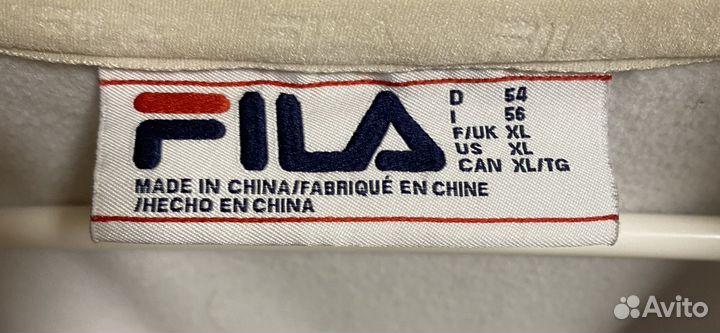 FILA
D 54
I 56
F/UK XL
US XL
CAN XL/TG
MADE IN CHINA/FABRIQUÉ EN CHINE
/HECHO EN CHINA
Avito